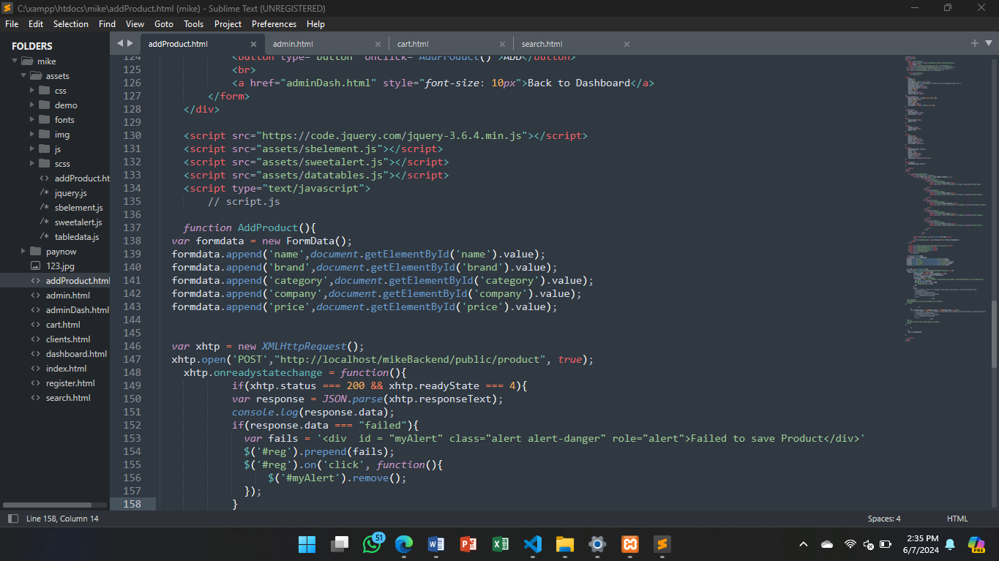 C:\xampp\htdocs\mike\addProduct.html (mike) - Sublime Text (UNREGISTERED)
File Edit Selection Find View Goto Tools Project Preferences Help
FOLDERS
mike
assets
css
demo
fonts
img
js
scss
<> addProduct.ht
/* jquery.js
/* sbelement.js
/* sweetalert.js
/* tabledata.js
paynow
123.jpg
<> addProduct.html
<> admin.html
<> adminDash.html
<> cart.html
<> clients.html
<> dashboard.html
<> index.html
<> register.html
<> search.html
addProduct.html × admin.html × cart.html × search.html ×
124 <button type="button" onclick="AddProduct()">ADD</button>
125 <br>
126 <a href="adminDash.html" style="font-size: 10px">Back to Dashboard</a>
127 </form>
128 </div>
129
130 <script src="https://code.jquery.com/jquery-3.6.4.min.js"></script>
131 <script src="assets/sbelement.js"></script>
132 <script src="assets/sweetalert.js"></script>
133 <script src="assets/datatables.js"></script>
134 <script type="text/javascript">
135 // script.js
136
137 function AddProduct(){
138 var formdata = new FormData();
139 formdata.append('name',document.getElementById('name').value);
140 formdata.append('brand',document.getElementById('brand').value);
141 formdata.append('category',document.getElementById('category').value);
142 formdata.append('company',document.getElementById('company').value);
143 formdata.append('price',document.getElementById('price').value);
144
145
146 var xhtp = new XMLHttpRequest();
147 xhtp.open('POST',"http://localhost/mikeBackend/public/product", true);
148 xhtp.onreadystatechange = function(){
149 if(xhtp.status === 200 && xhtp.readyState === 4){
150 var response = JSON.parse(xhtp.responseText);
151 console.log(response.data);
152 if(response.data === "failed"){
153 var fails = '<div  id = "myAlert" class="alert alert-danger" role="alert">Failed to save Product</div>'
154 $('#reg').prepend(fails);
155 $('#reg').on('click', function(){
156 $('#myAlert').remove();
157 });
158 }
Line 158, Column 14 Spaces: 4 HTML
51
2:35 PM
6/7/2024
PRE